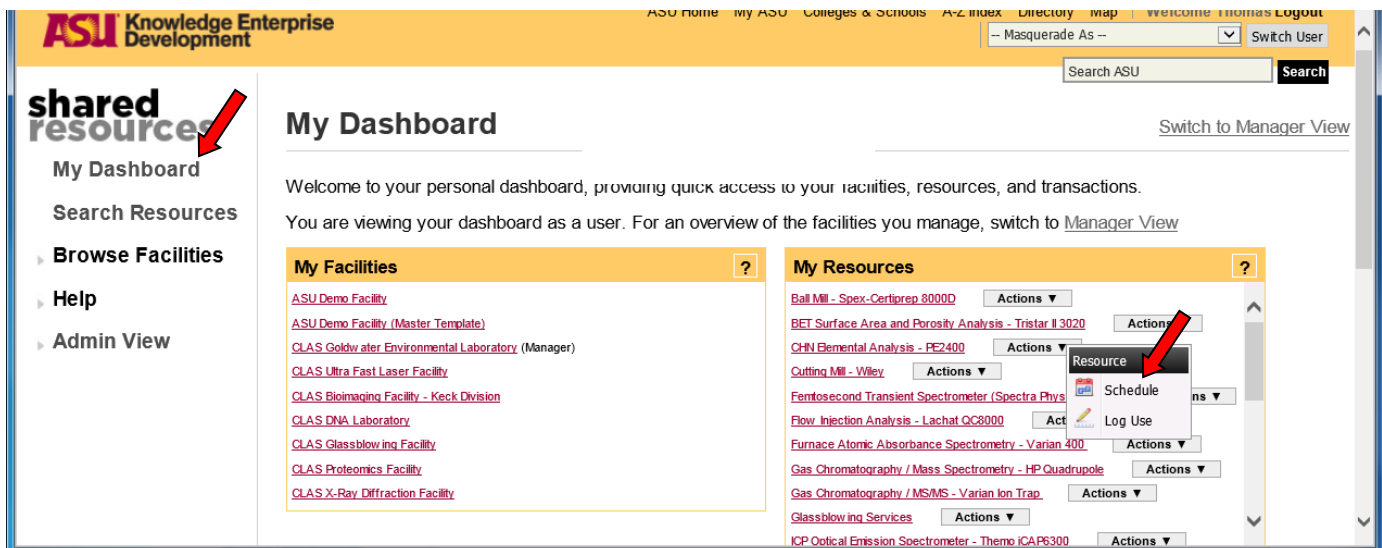 ASU Knowledge Enterprise Development
ASU Home My ASU Colleges & Schools A-Z Index Directory Map | Welcome Thomas Logout
-- Masquerade As -- Switch User
Search ASU Search
shared
resources
My Dashboard
Search Resources
Browse Facilities
Help
Admin View
My Dashboard
Switch to Manager View
Welcome to your personal dashboard, providing quick access to your facilities, resources, and transactions.
You are viewing your dashboard as a user. For an overview of the facilities you manage, switch to Manager View
My Facilities ?
ASU Demo Facility
ASU Demo Facility (Master Template)
CLAS Goldwater Environmental Laboratory (Manager)
CLAS Ultra Fast Laser Facility
CLAS Bioimaging Facility - Keck Division
CLAS DNA Laboratory
CLAS Glassblowing Facility
CLAS Proteomics Facility
CLAS X-Ray Diffraction Facility
My Resources ?
Ball Mill - Spex-Certiprep 8000D Actions ▼
BET Surface Area and Porosity Analysis - Tristar II 3020 Actions
CHN Elemental Analysis - PE2400 Actions ▼
Cutting Mill - Wiley Actions ▼
Femtosecond Transient Spectrometer (Spectra Phys ns ▼
Flow Injection Analysis - Lachat QC8000 Act
Furnace Atomic Absorbance Spectrometry - Varian 400 Actions ▼
Gas Chromatography / Mass Spectrometry - HP Quadrupole Actions ▼
Gas Chromatography / MS/MS - Varian Ion Trap Actions ▼
Glassblowing Services Actions ▼
ICP Optical Emission Spectrometer - Themo iCAP6300 Actions ▼
Resource
Schedule
Log Use